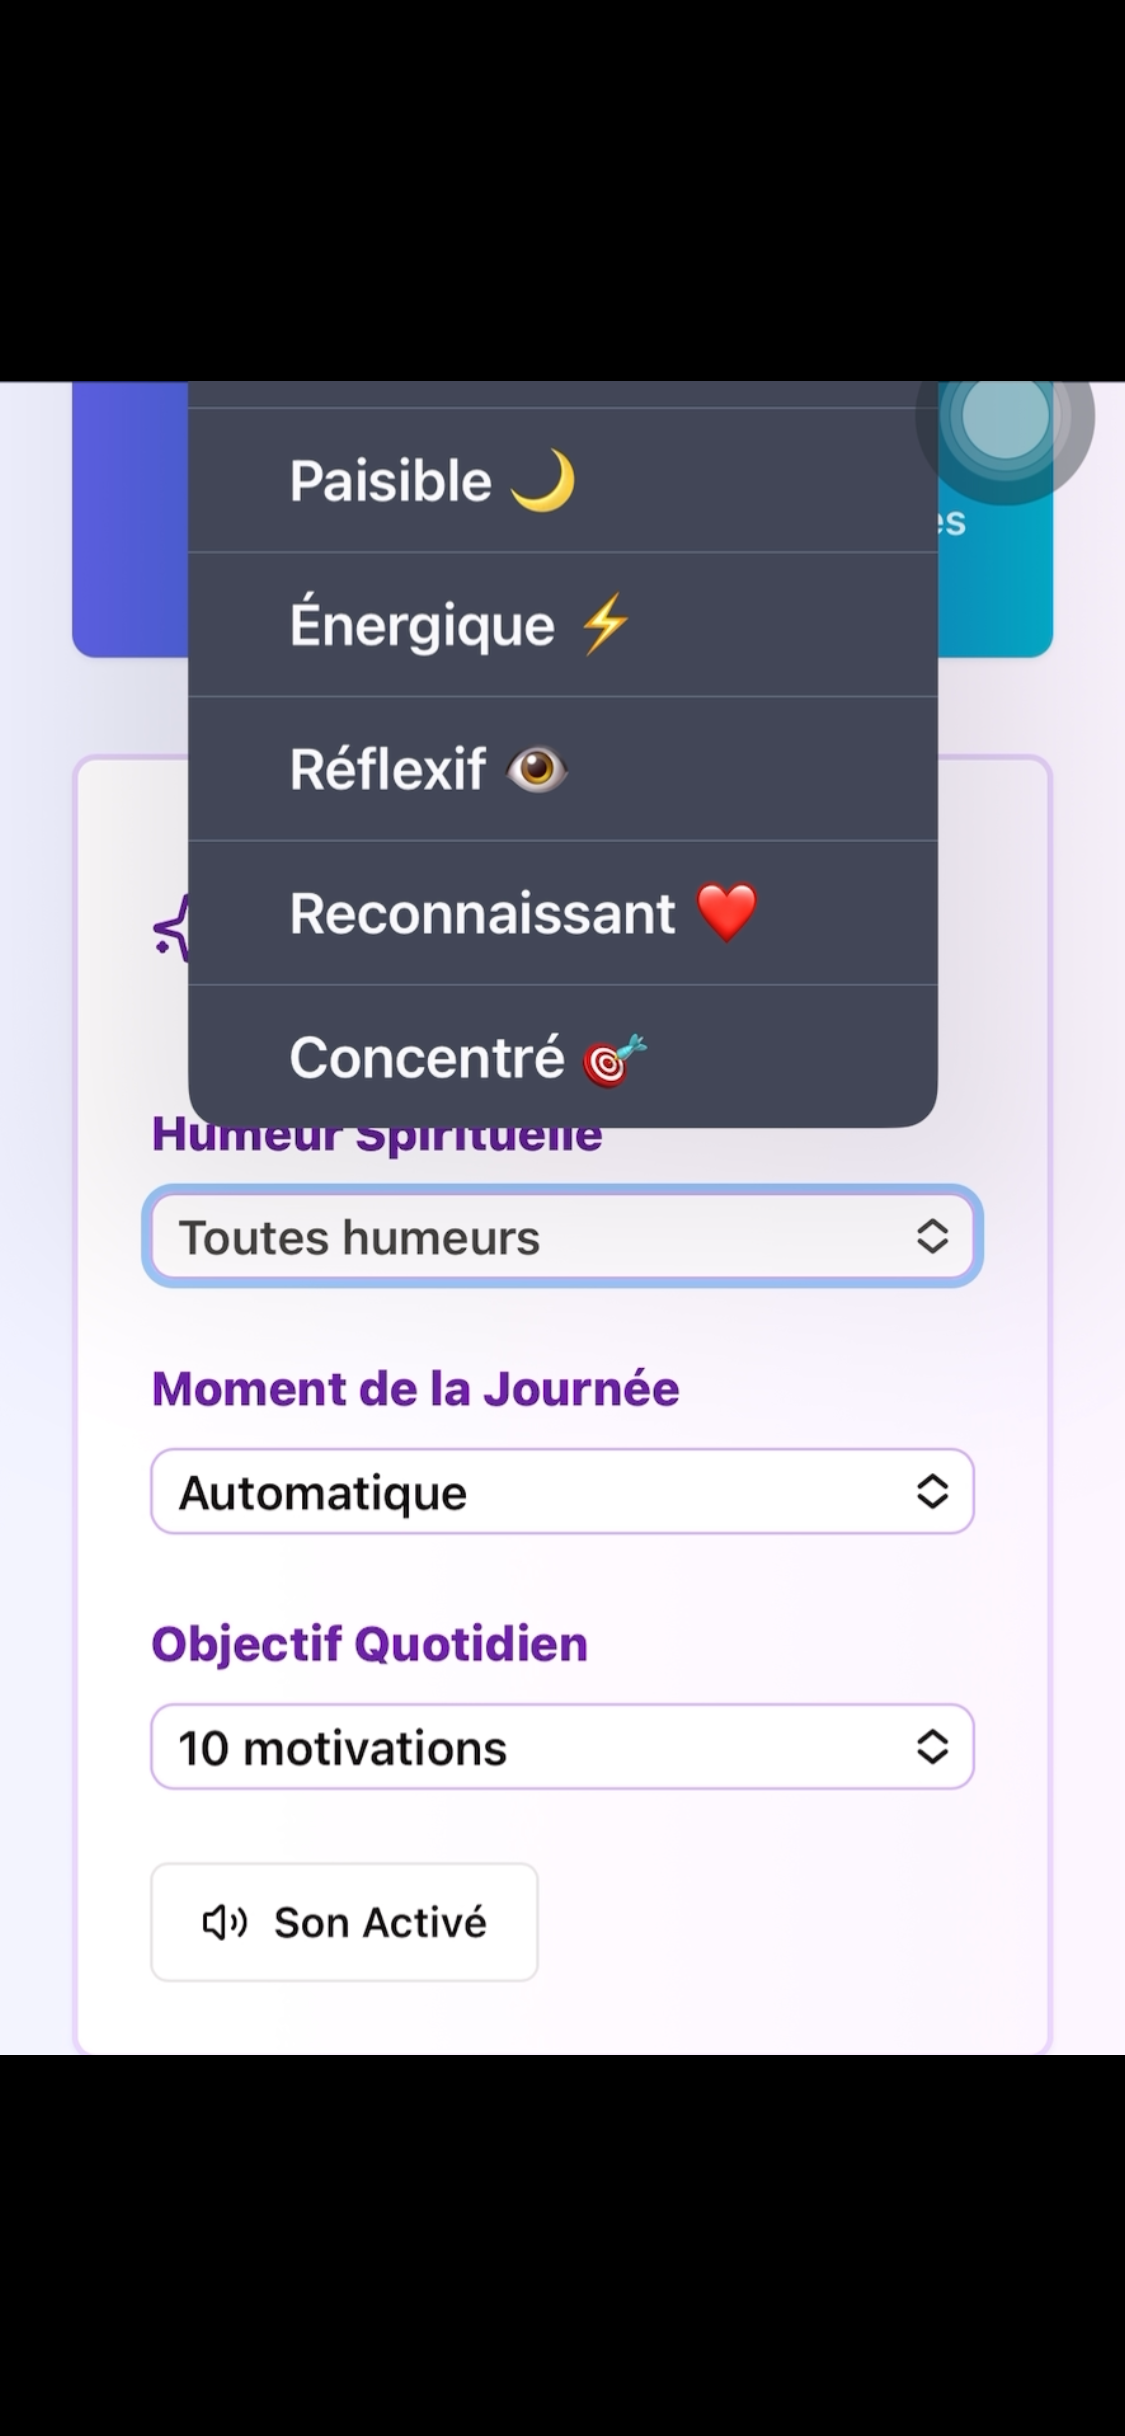 Paisible 🌙
Énergique ⚡
Réflexif 👁️
Reconnaissant ❤️
Concentré 🎯
Humeur Spirituelle
Toutes humeurs
Moment de la Journée
Automatique
Objectif Quotidien
10 motivations
Son Activé